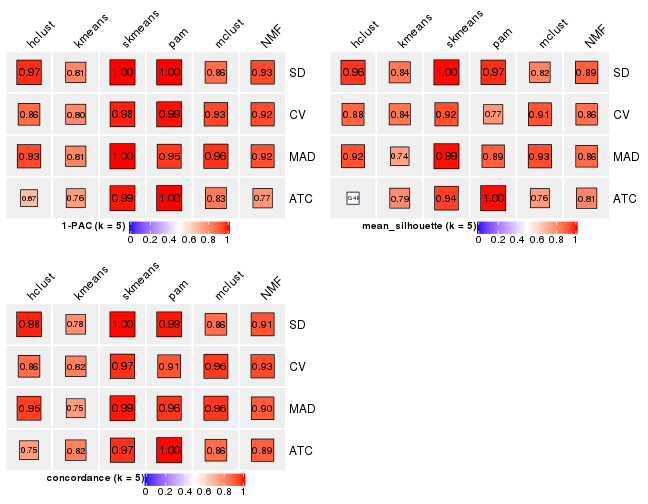 hclust kmeans skmeans pam mclust NMF
0.97 0.81 1.00 1.00 0.86 0.93 SD
0.86 0.80 0.98 0.99 0.93 0.92 CV
0.93 0.81 1.00 0.95 0.96 0.92 MAD
0.67 0.76 0.99 1.00 0.83 0.77 ATC
1-PAC (k = 5)
0 0.2 0.4 0.6 0.8 1
hclust kmeans skmeans pam mclust NMF
0.96 0.84 1.00 0.97 0.82 0.89 SD
0.88 0.84 0.92 0.77 0.91 0.86 CV
0.92 0.74 0.99 0.89 0.93 0.86 MAD
0.79 0.94 1.00 0.76 0.81 ATC
mean_silhouette (k = 5)
0 0.2 0.4 0.6 0.8 1
hclust kmeans skmeans pam mclust NMF
0.98 0.78 1.00 0.99 0.86 0.91 SD
0.86 0.82 0.97 0.91 0.96 0.93 CV
0.95 0.75 0.99 0.96 0.96 0.90 MAD
0.75 0.82 0.97 1.00 0.86 0.89 ATC
concordance (k = 5)
0 0.2 0.4 0.6 0.8 1